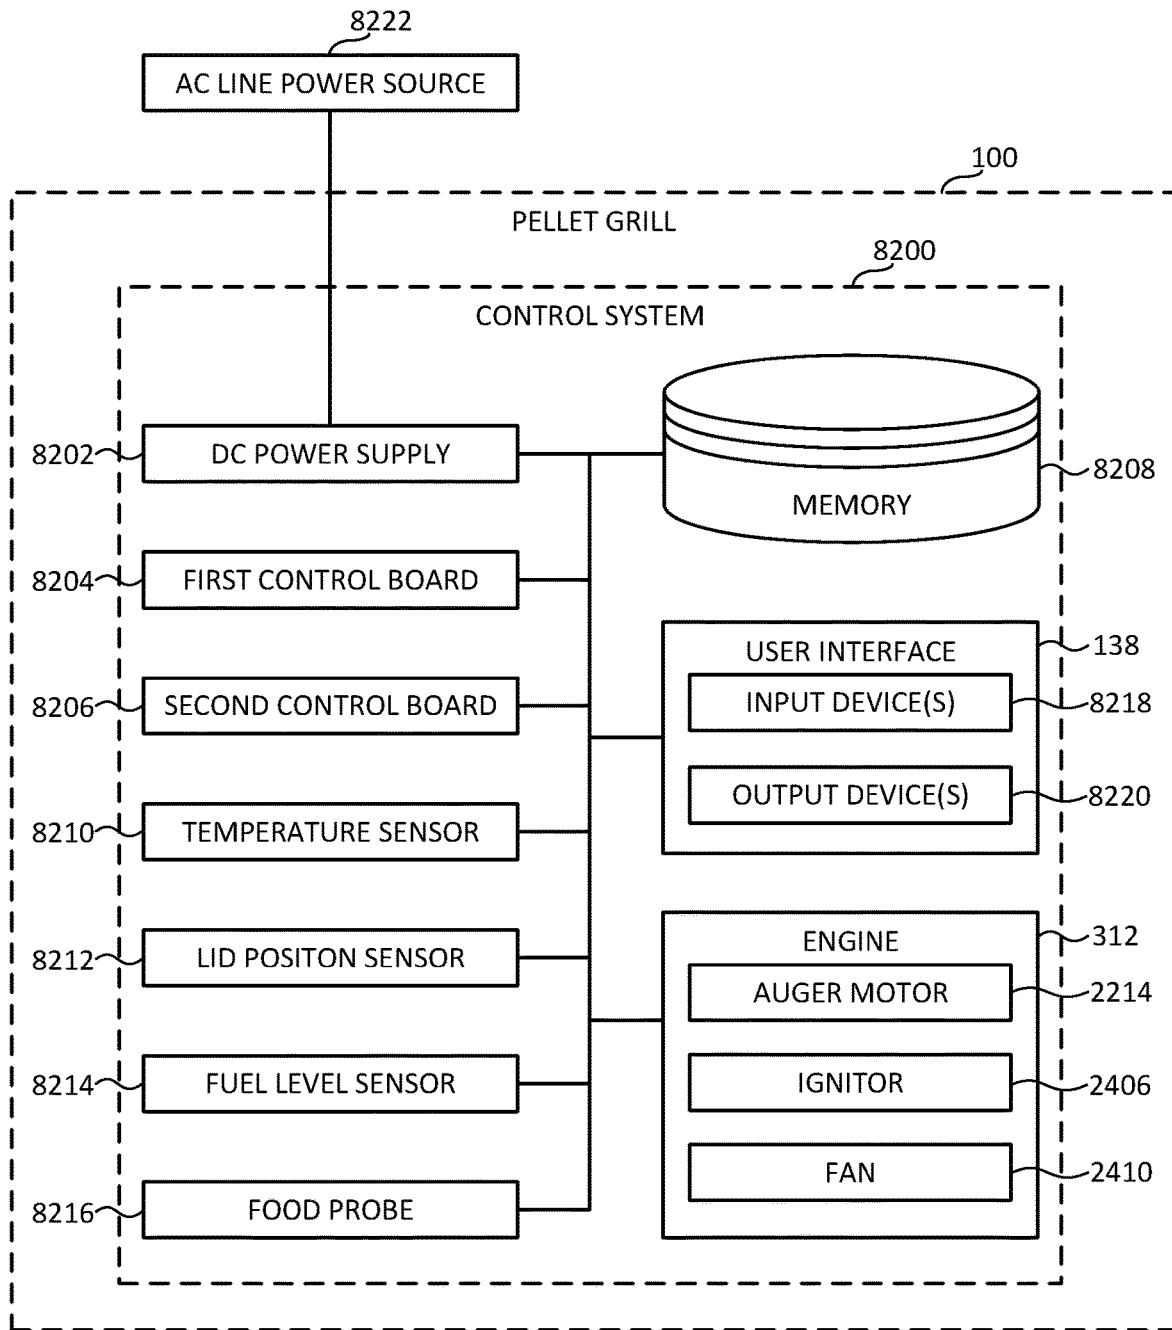 8222
AC LINE POWER SOURCE
100
PELLET GRILL
8200
CONTROL SYSTEM
8202
DC POWER SUPPLY
MEMORY
8208
8204
FIRST CONTROL BOARD
8206
SECOND CONTROL BOARD
USER INTERFACE
138
INPUT DEVICE(S)
8218
OUTPUT DEVICE(S)
8220
8210
TEMPERATURE SENSOR
8212
LID POSITON SENSOR
8214
FUEL LEVEL SENSOR
8216
FOOD PROBE
ENGINE
312
AUGER MOTOR
2214
IGNITOR
2406
FAN
2410